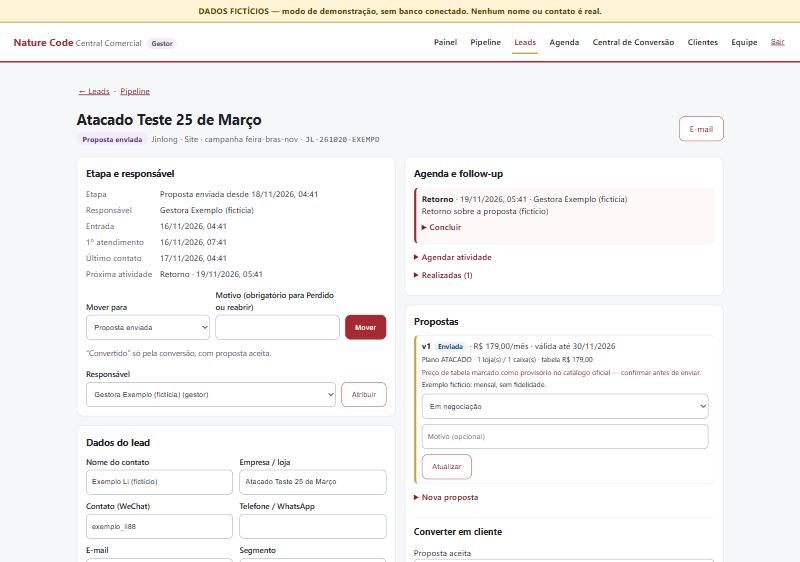 DADOS FICTÍCIOS — modo de demonstração, sem banco conectado. Nenhum nome ou contato é real.
Nature Code Central Comercial Gestor
Painel Pipeline Leads Agenda Central de Conversão Clientes Equipe Sair
← Leads · Pipeline
Atacado Teste 25 de Março
Proposta enviada Jinlong · Site · campanha feira-bras-nov · JL-261020-EXEMPD
E-mail
Etapa e responsável
Etapa Proposta enviada desde 18/11/2026, 04:41
Responsável Gestora Exemplo (fictícia)
Entrada 16/11/2026, 04:41
1º atendimento 16/11/2026, 07:41
Último contato 17/11/2026, 04:41
Próxima atividade Retorno · 19/11/2026, 05:41
Mover para
Motivo (obrigatório para Perdido
ou reabrir)
Proposta enviada
Mover
"Convertido" só pela conversão, com proposta aceita.
Responsável
Gestora Exemplo (fictícia) (gestor)
Atribuir
Dados do lead
Nome do contato Empresa / loja
Exemplo Li (fictício) Atacado Teste 25 de Março
Contato (WeChat) Telefone / WhatsApp
exemplo_li88
E-mail Segmento
Agenda e follow-up
Retorno · 19/11/2026, 05:41 · Gestora Exemplo (fictícia)
Retorno sobre a proposta (fictício)
▶ Concluir
▶ Agendar atividade
▶ Realizadas (1)
Propostas
v1 Enviada · R$ 179,00/mês · válida até 30/11/2026
Plano ATACADO · 1 loja(s) / 1 caixa(s) · tabela R$ 179,00
Preço de tabela marcado como provisório no catálogo oficial — confirmar antes de enviar.
Exemplo fictício: mensal, sem fidelidade.
Em negociação
Motivo (opcional)
Atualizar
▶ Nova proposta
Converter em cliente
Proposta aceita